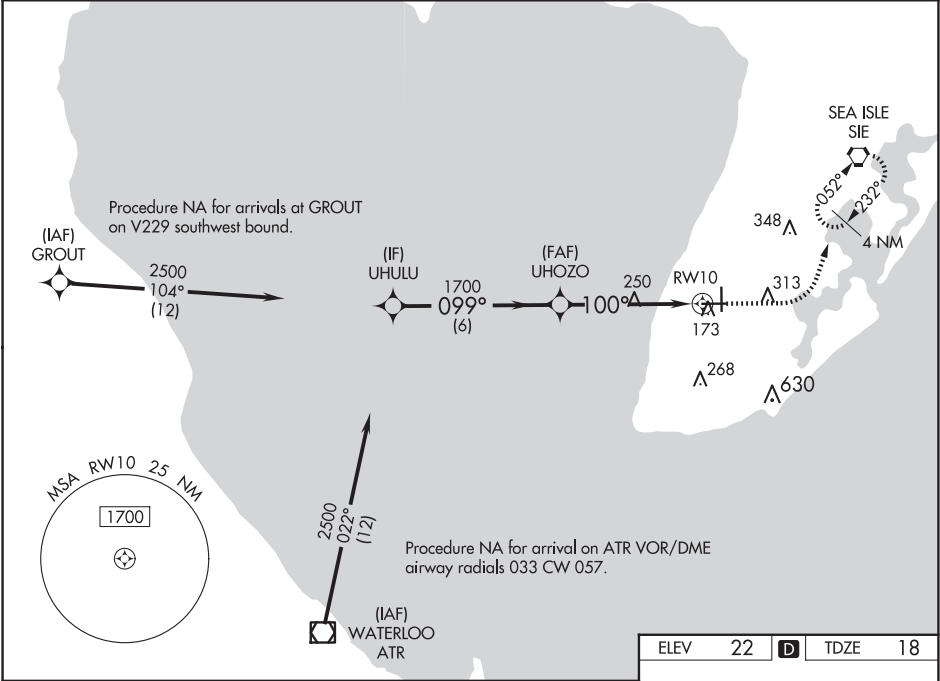 SEA ISLE
SIE
052°
232°
4 NM
Procedure NA for arrivals at GROUT
on V229 southwest bound.
(IAF)
GROUT
2500
104°
(12)
(IF)
UHULU
1700
099°
(6)
(FAF)
UHOZO
100°
250
RW10
173
348
313
268
630
MSA RW10 25 NM
1700
2500
022°
(12)
Procedure NA for arrival on ATR VOR/DME
airway radials 033 CW 057.
(IAF)
WATERLOO
ATR
ELEV 22 D TDZE 18